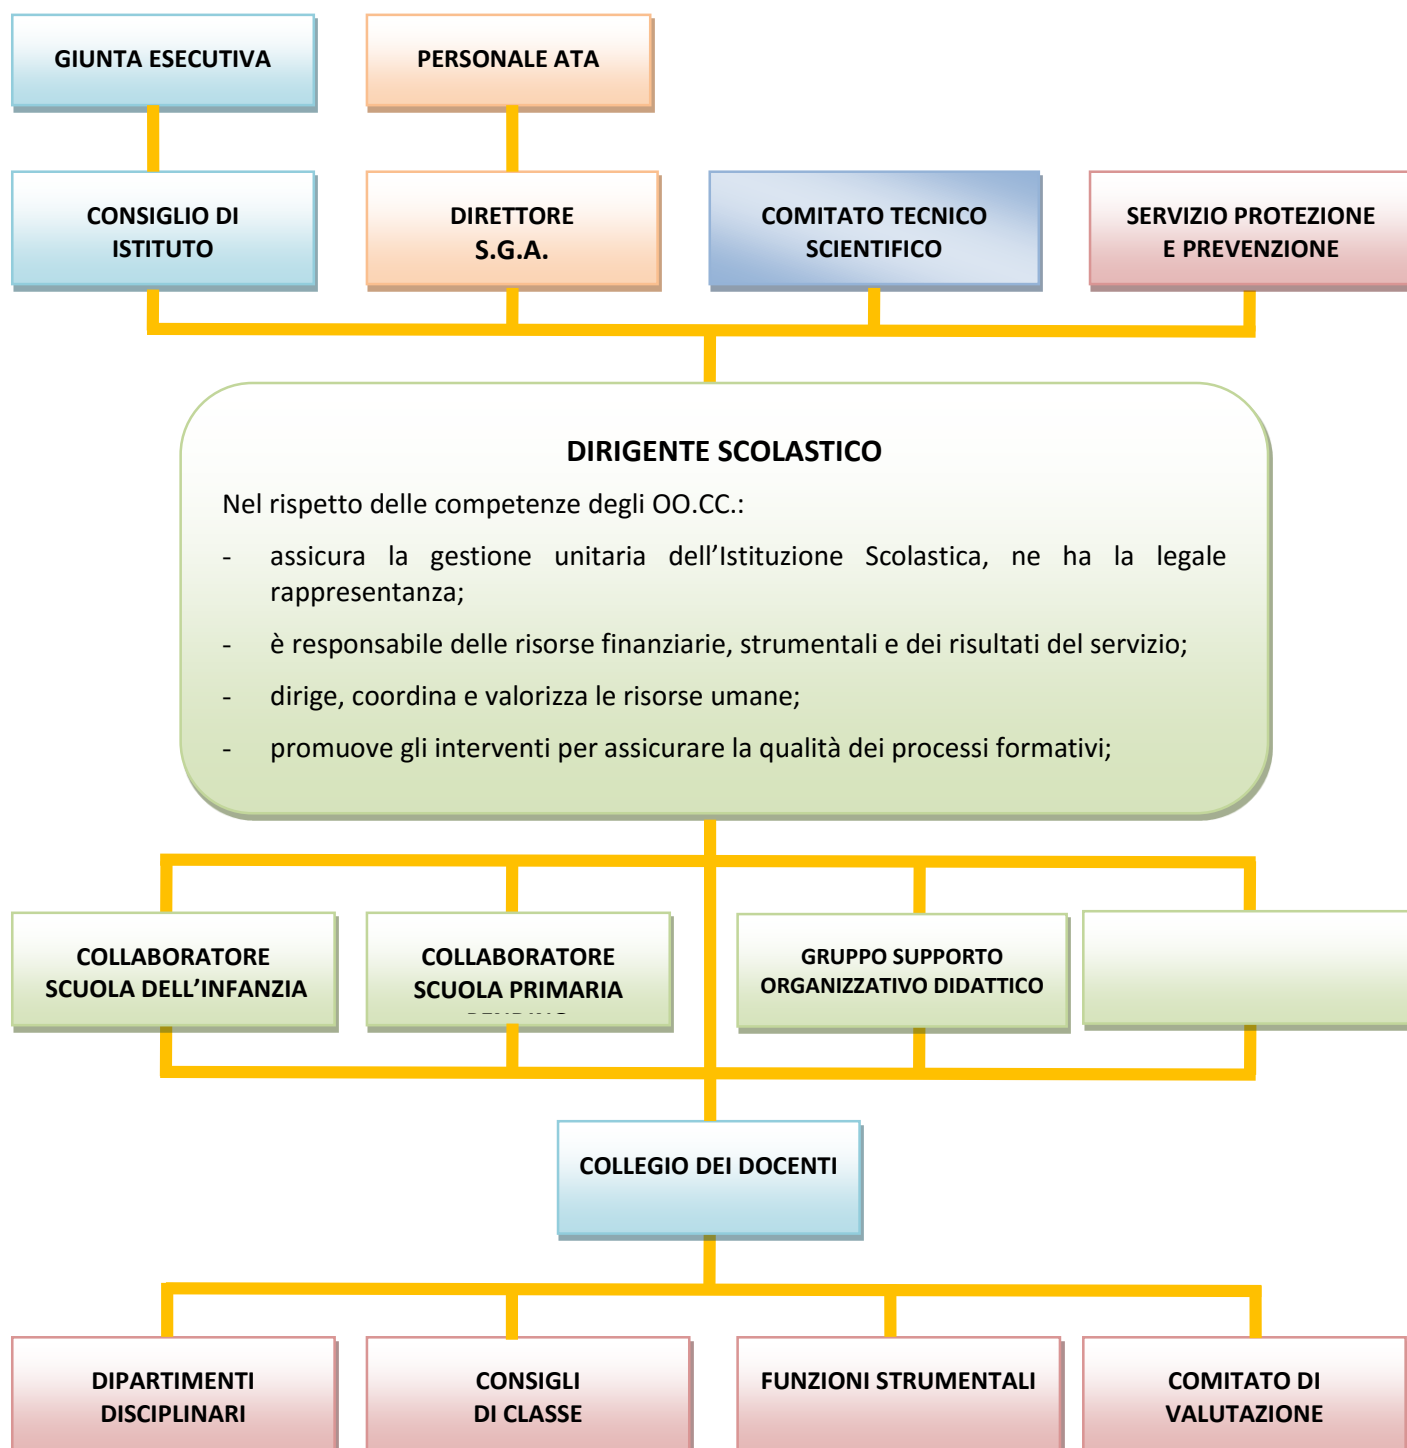 GIUNTA ESECUTIVA
PERSONALE ATA
CONSIGLIO DI
ISTITUTO
DIRETTORE
S.G.A.
COMITATO TECNICO
SCIENTIFICO
SERVIZIO PROTEZIONE
E PREVENZIONE
DIRIGENTE SCOLASTICO
Nel rispetto delle competenze degli OO.CC.:
- assicura la gestione unitaria dell’Istituzione Scolastica, ne ha la legale
rappresentanza;
- è responsabile delle risorse finanziarie, strumentali e dei risultati del servizio;
- dirige, coordina e valorizza le risorse umane;
- promuove gli interventi per assicurare la qualità dei processi formativi;
COLLABORATORE
SCUOLA DELL’INFANZIA
COLLABORATORE
SCUOLA PRIMARIA
GRUPPO SUPPORTO
ORGANIZZATIVO DIDATTICO
COLLEGIO DEI DOCENTI
DIPARTIMENTI
DISCIPLINARI
CONSIGLI
DI CLASSE
FUNZIONI STRUMENTALI
COMITATO DI
VALUTAZIONE